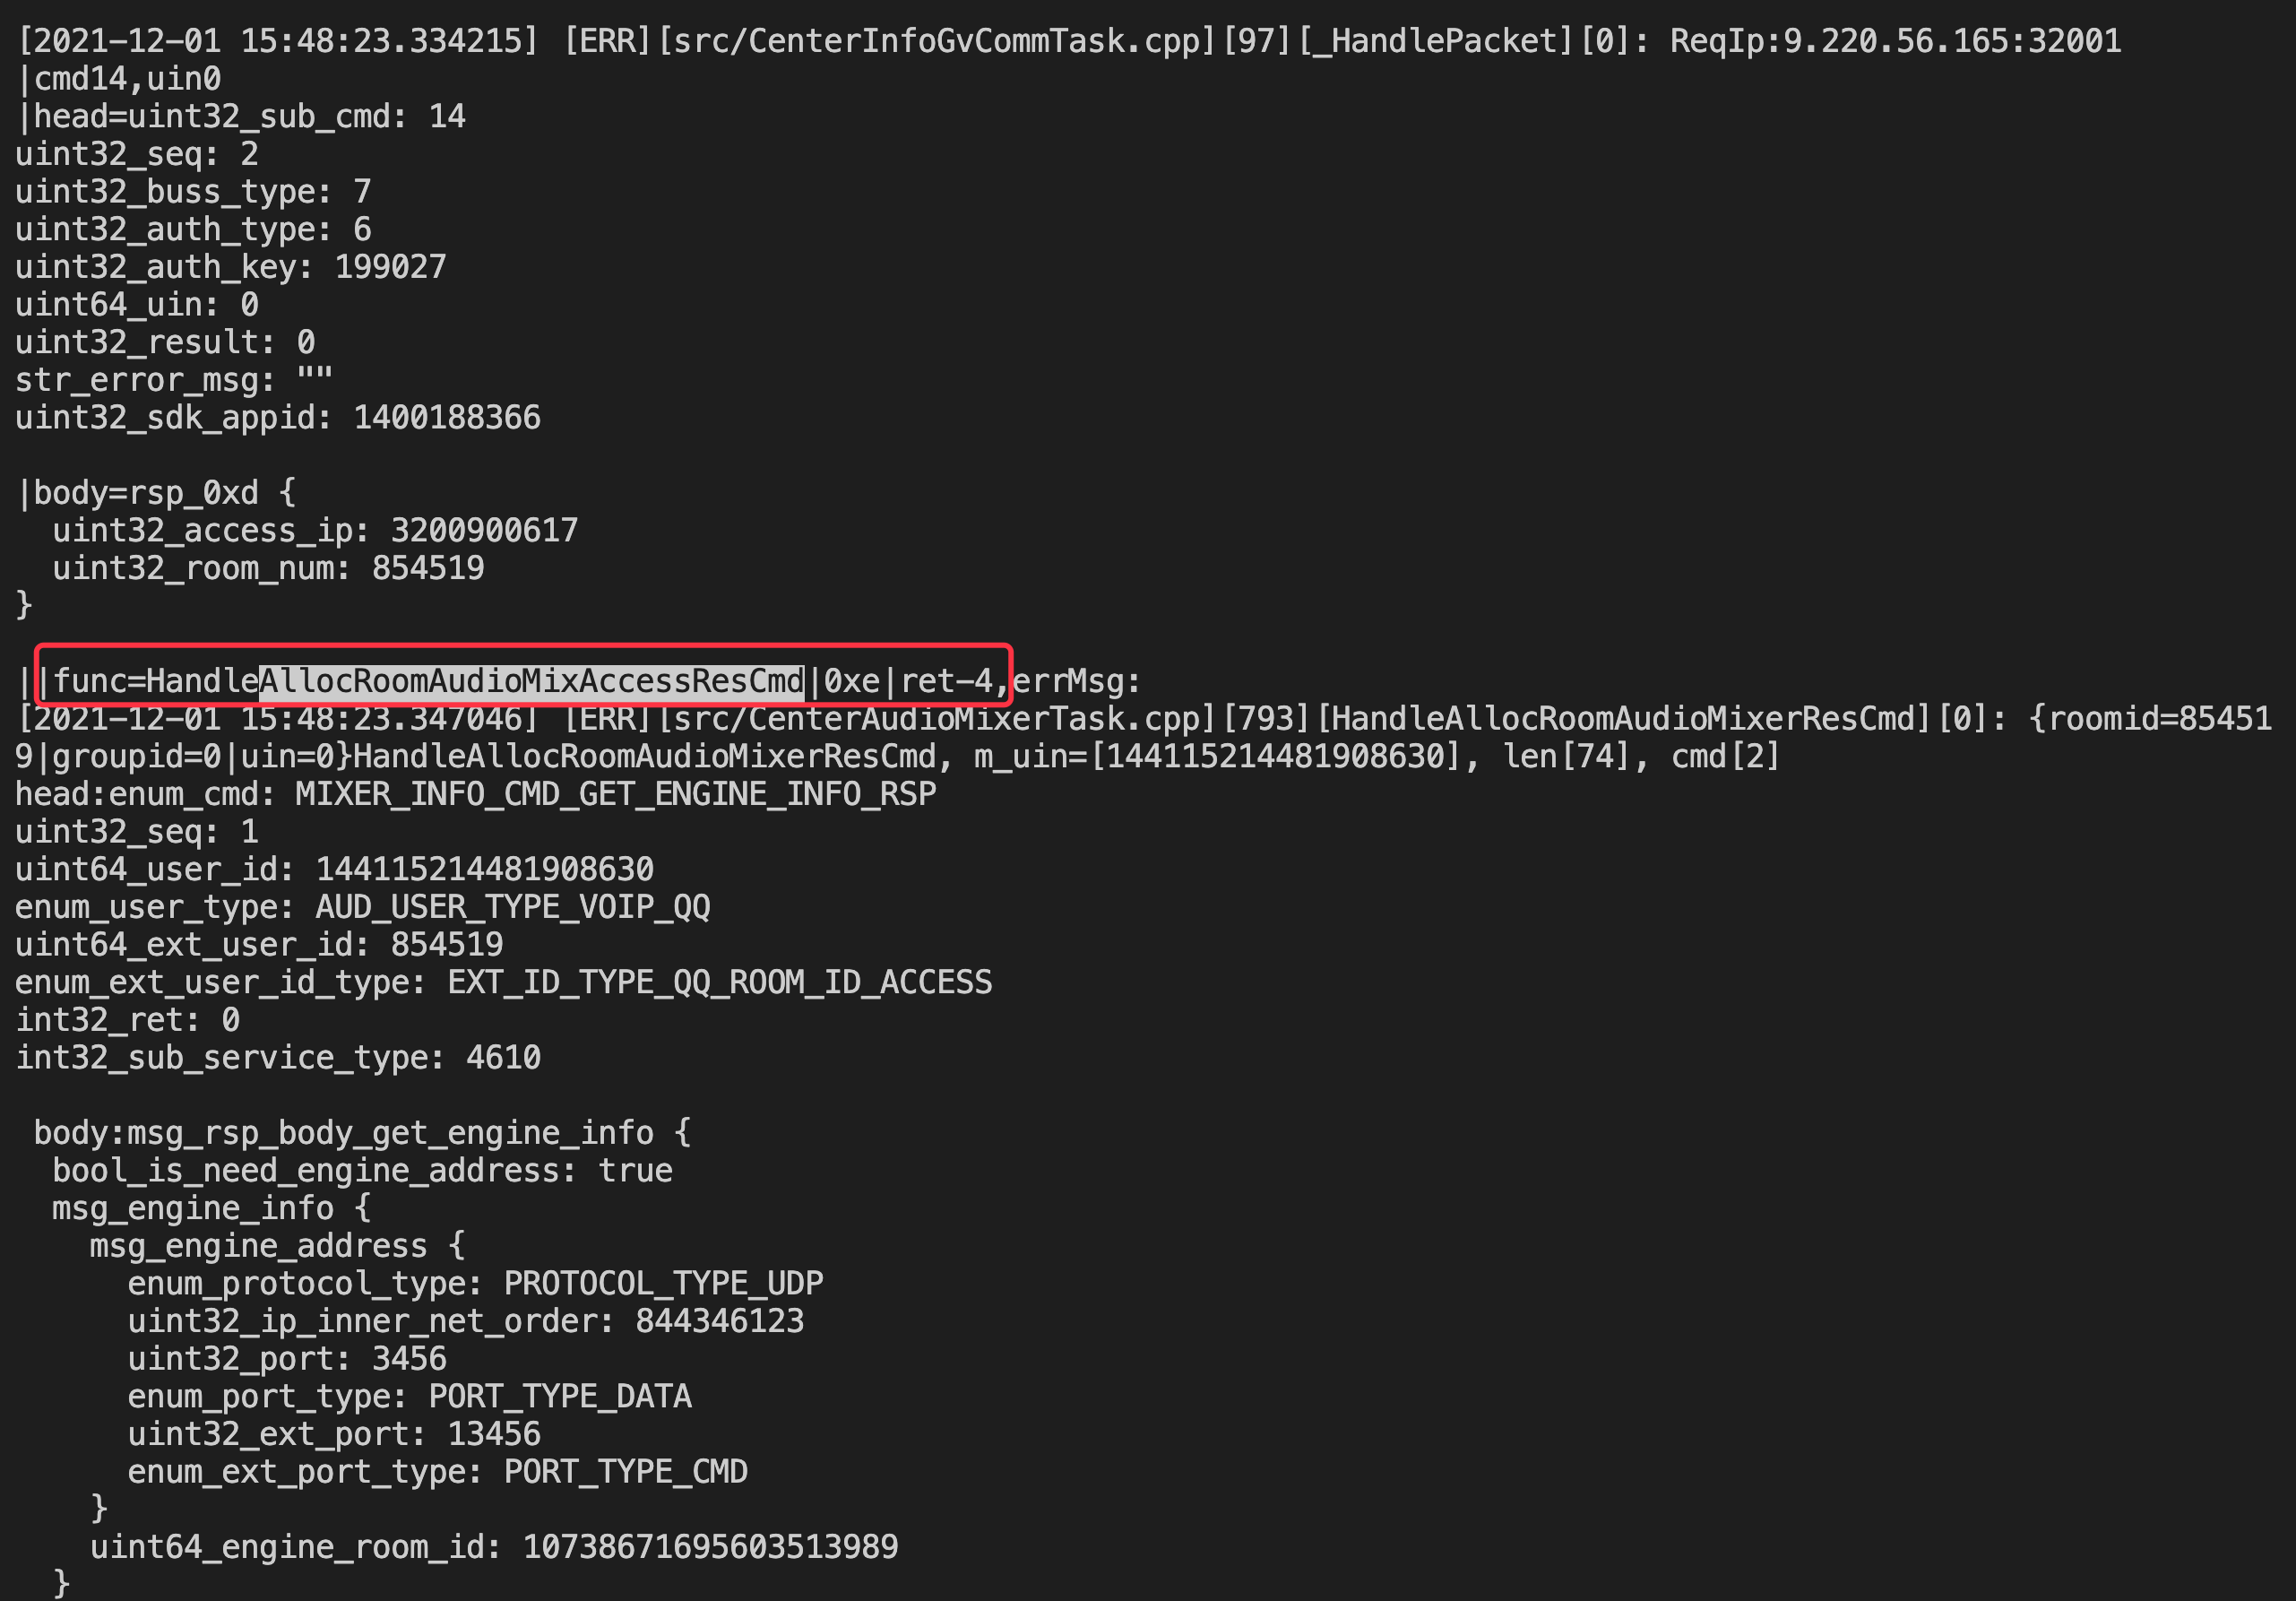 [2021-12-01 15:48:23.334215] [ERR][src/CenterInfoGvCommTask.cpp][97][_HandlePacket][0]: ReqIp:9.220.56.165:32001
|cmd14,uin0
|head=uint32_sub_cmd: 14
uint32_seq: 2
uint32_buss_type: 7
uint32_auth_type: 6
uint32_auth_key: 199027
uint64_uin: 0
uint32_result: 0
str_error_msg: ""
uint32_sdk_appid: 1400188366
|body=rsp_0xd {
  uint32_access_ip: 3200900617
  uint32_room_num: 854519
}
||func=HandleAllocRoomAudioMixAccessResCmd|0xe|ret-4,errMsg:
[2021-12-01 15:48:23.347046] [ERR][src/CenterAudioMixerTask.cpp][793][HandleAllocRoomAudioMixerResCmd][0]: {roomid=85451
9|groupid=0|uin=0}HandleAllocRoomAudioMixerResCmd, m_uin=[144115214481908630], len[74], cmd[2]
head:enum_cmd: MIXER_INFO_CMD_GET_ENGINE_INFO_RSP
uint32_seq: 1
uint64_user_id: 144115214481908630
enum_user_type: AUD_USER_TYPE_VOIP_QQ
uint64_ext_user_id: 854519
enum_ext_user_id_type: EXT_ID_TYPE_QQ_ROOM_ID_ACCESS
int32_ret: 0
int32_sub_service_type: 4610
 body:msg_rsp_body_get_engine_info {
  bool_is_need_engine_address: true
  msg_engine_info {
    msg_engine_address {
      enum_protocol_type: PROTOCOL_TYPE_UDP
      uint32_ip_inner_net_order: 844346123
      uint32_port: 3456
      enum_port_type: PORT_TYPE_DATA
      uint32_ext_port: 13456
      enum_ext_port_type: PORT_TYPE_CMD
    }
    uint64_engine_room_id: 10738671695603513989
  }